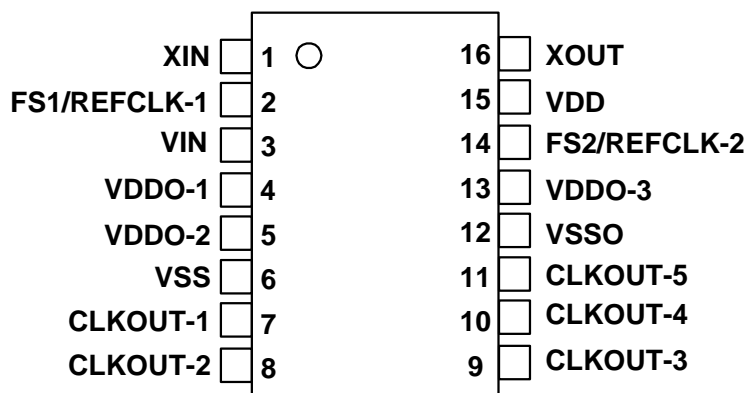 XIN 1 16 XOUT
FS1/REFCLK-1 2 15 VDD
VIN 3 14 FS2/REFCLK-2
VDDO-1 4 13 VDDO-3
VDDO-2 5 12 VSSO
VSS 6 11 CLKOUT-5
CLKOUT-1 7 10 CLKOUT-4
CLKOUT-2 8 9 CLKOUT-3